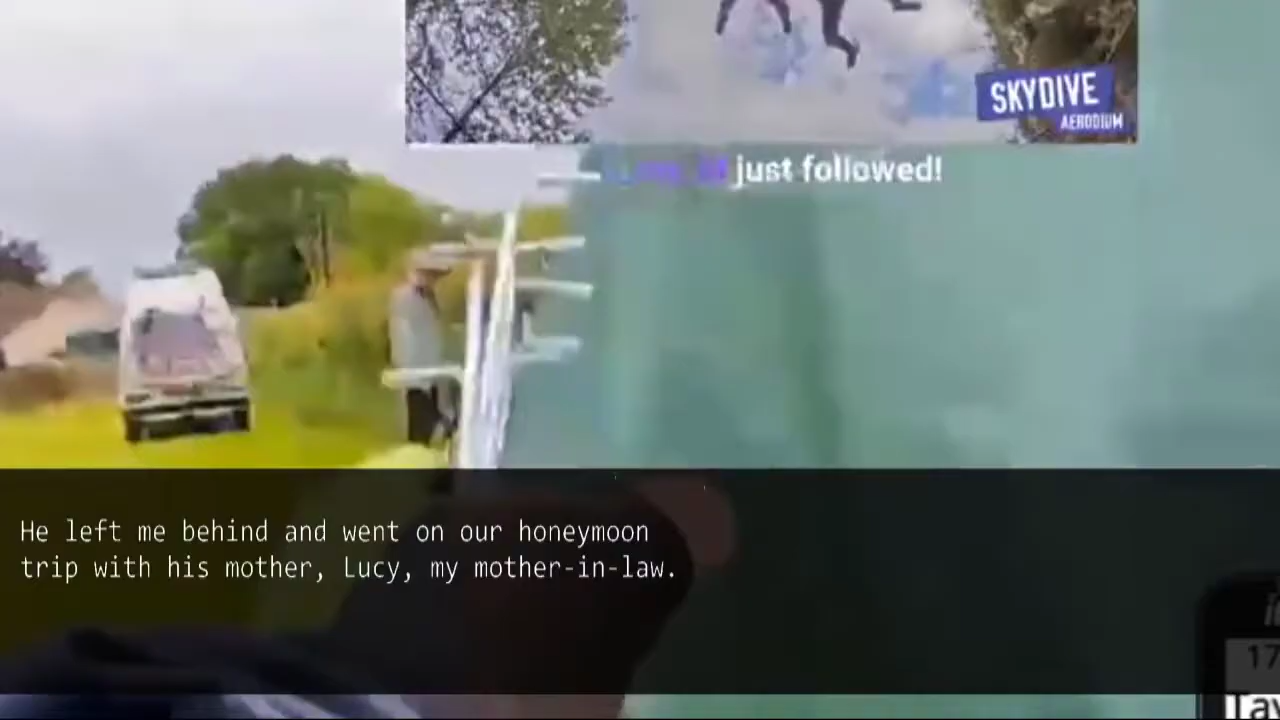 SKYDIVE
AERODIUM
just followed!
He left me behind and went on our honeymoon
trip with his mother, Lucy, my mother-in-law.
17